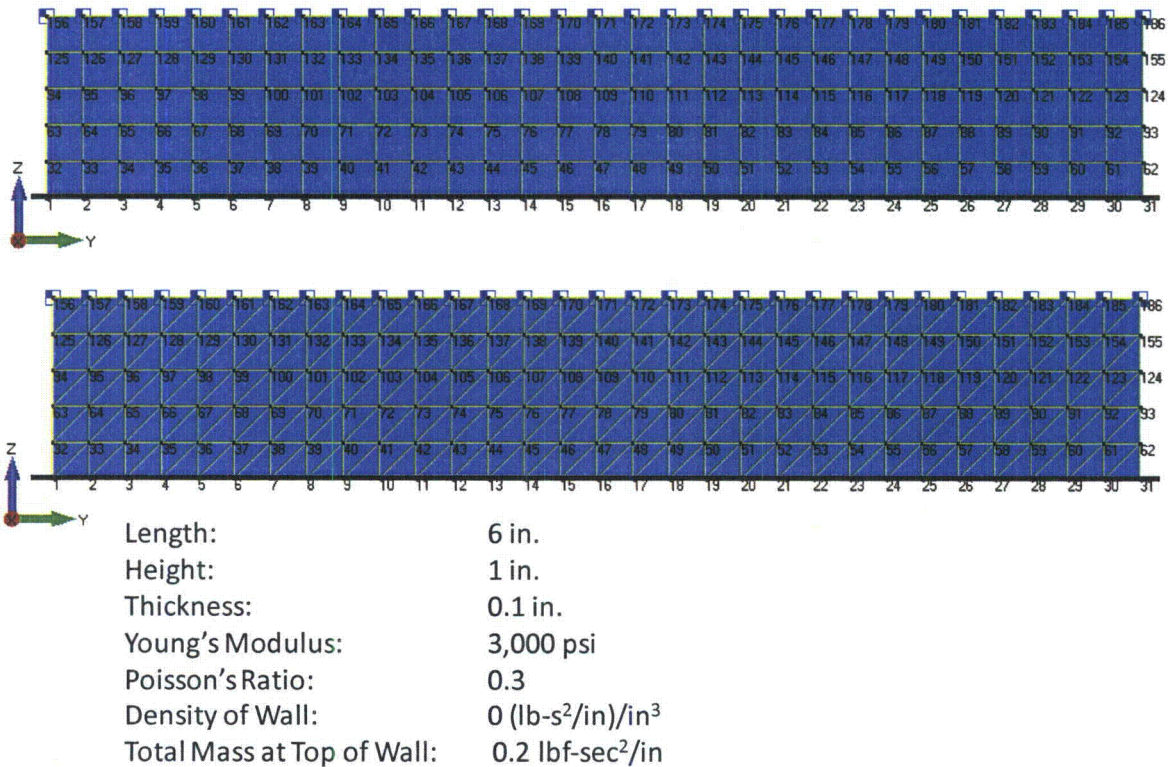 156 157 158 159 160 161 162 163 164 165 166 167 168 169 170 171 172 173 174 175 176 177 178 179 180 181 182 183 184 185 186
125 126 127 128 129 130 131 132 133 134 135 136 137 138 139 140 141 142 143 144 145 146 147 148 149 150 151 152 153 154 155
94 95 96 97 98 99 100 101 102 103 104 105 106 107 108 109 110 111 112 113 114 115 116 117 118 119 120 121 122 123 124
63 64 65 66 67 68 69 70 71 72 73 74 75 76 77 78 79 80 81 82 83 84 85 86 87 88 89 90 91 92 93
32 33 34 35 36 37 38 39 40 41 42 43 44 45 46 47 48 49 50 51 52 53 54 55 56 57 58 59 60 61 62
Z
1 2 3 4 5 6 7 8 9 10 11 12 13 14 15 16 17 18 19 20 21 22 23 24 25 26 27 28 29 30 31
X Y
156 157 158 159 160 161 162 163 164 165 166 167 168 169 170 171 172 173 174 175 176 177 178 179 180 181 182 183 184 185 186
125 126 127 128 129 130 131 132 133 134 135 136 137 138 139 140 141 142 143 144 145 146 147 148 149 150 151 152 153 154 155
94 95 96 97 98 99 100 101 102 103 104 105 106 107 108 109 110 111 112 113 114 115 116 117 118 119 120 121 122 123 124
63 64 65 66 67 68 69 70 71 72 73 74 75 76 77 78 79 80 81 82 83 84 85 86 87 88 89 90 91 92 93
32 33 34 35 36 37 38 39 40 41 42 43 44 45 46 47 48 49 50 51 52 53 54 55 56 57 58 59 60 61 62
Z
1 2 3 4 5 6 7 8 9 10 11 12 13 14 15 16 17 18 19 20 21 22 23 24 25 26 27 28 29 30 31
X Y
Length: 6 in.
Height: 1 in.
Thickness: 0.1 in.
Young's Modulus: 3,000 psi
Poisson's Ratio: 0.3
Density of Wall: 0 (lb-s²/in)/in³
Total Mass at Top of Wall: 0.2 lbf-sec²/in